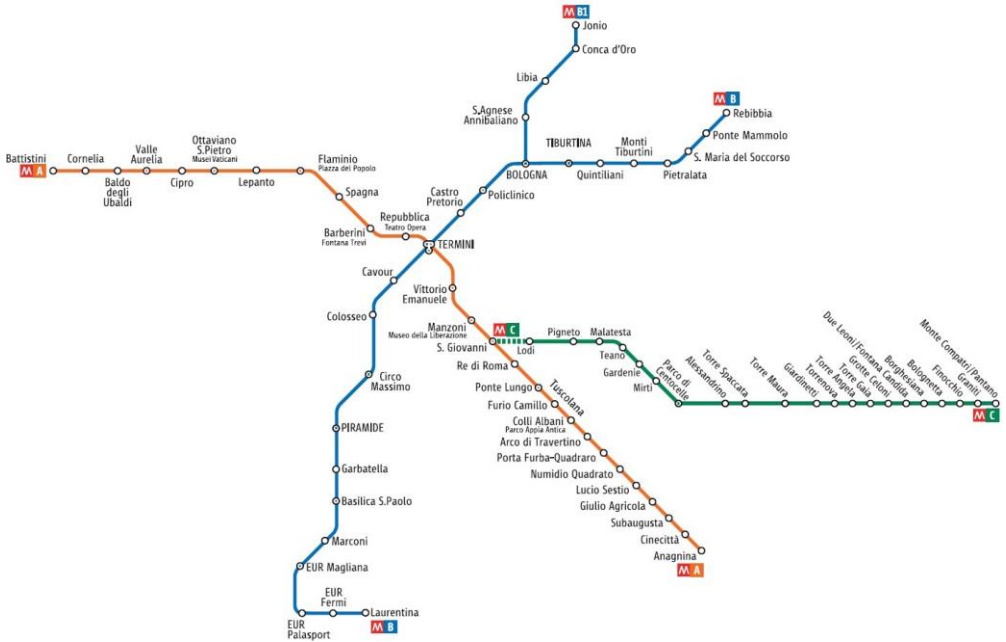 M B1
Jonio
Conca d'Oro
Libia
S.Agnese
Annibaliano
M B
Rebibbia
Ponte Mammolo
S. Maria del Soccorso
Pietralata
Monti
Tiburtini
Quintiliani
TIBURTINA
BOLOGNA
Policlinico
Castro
Pretorio
Battistini
M A
Cornelia
Baldo
degli
Ubaldi
Valle
Aurelia
Cipro
Ottaviano
S.Pietro
Musei Vaticani
Lepanto
Flaminio
Piazza del Popolo
Spagna
Barberini
Fontana Trevi
Repubblica
Teatro Opera
TERMINI
Cavour
Colosseo
Circo
Massimo
PIRAMIDE
Garbatella
Basilica S.Paolo
Marconi
EUR Magliana
EUR
Palasport
EUR
Fermi
Laurentina
M B
Vittorio
Emanuele
Manzoni
Museo della Liberazione
S. Giovanni
M C
Lodi
Pigneto
Malatesta
Teano
Gardenie
Mirti
Parco di
Centocelle
Alessandrino
Torre Spaccata
Torre Maura
Giardinetti
Torrenova
Torre Angela
Torre Gaia
Grotte Celoni
Due Leoni/Fontana Candida
Borghesiana
Bolognetta
Finocchio
Graniti
Monte Compatri/Pantano
M C
Re di Roma
Ponte Lungo
Tuscolana
Furio Camillo
Colli Albani
Parco Appia Antica
Arco di Travertino
Porta Furba-Quadraro
Numidio Quadrato
Lucio Sestio
Giulio Agricola
Subaugusta
Cinecittà
Anagnina
M A